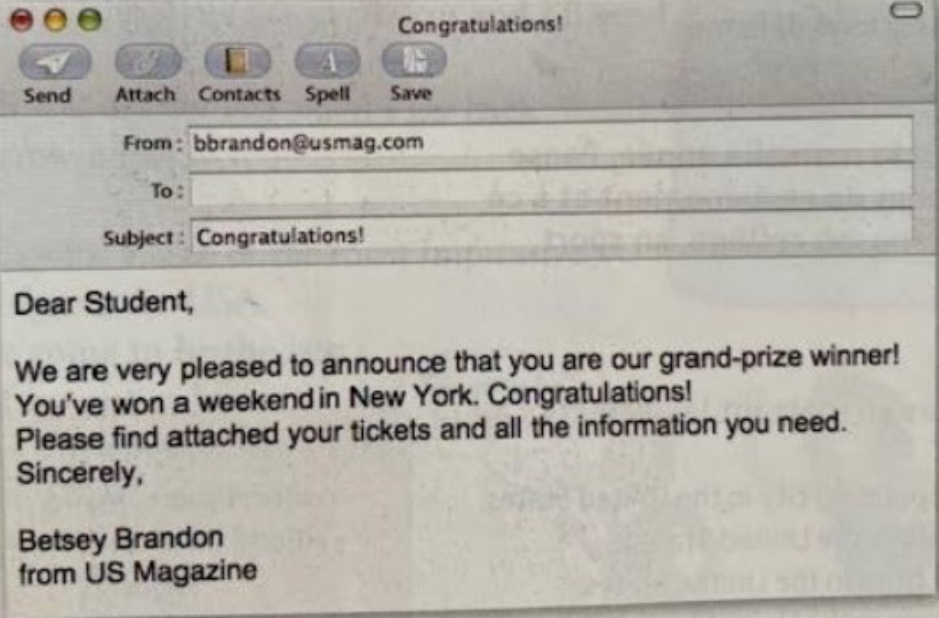 Congratulations!
Send Attach Contacts Spell Save
From: bbrandon@usmag.com
To:
Subject: Congratulations!
Dear Student,
We are very pleased to announce that you are our grand-prize winner!
You've won a weekend in New York. Congratulations!
Please find attached your tickets and all the information you need.
Sincerely,
Betsey Brandon
from US Magazine